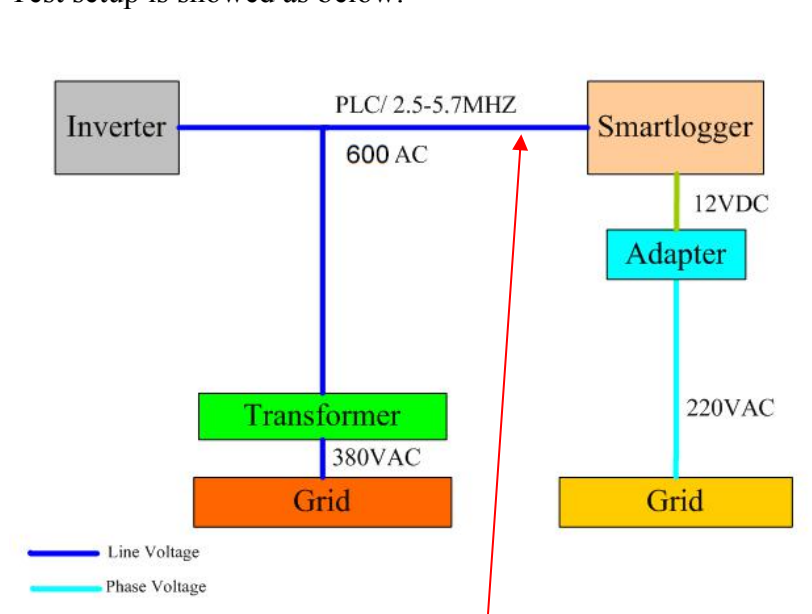 PLC/ 2.5-5.7MHZ
Inverter
Smartlogger
600 AC
12VDC
Adapter
Transformer
220VAC
380VAC
Grid
Grid
Line Voltage
Phase Voltage